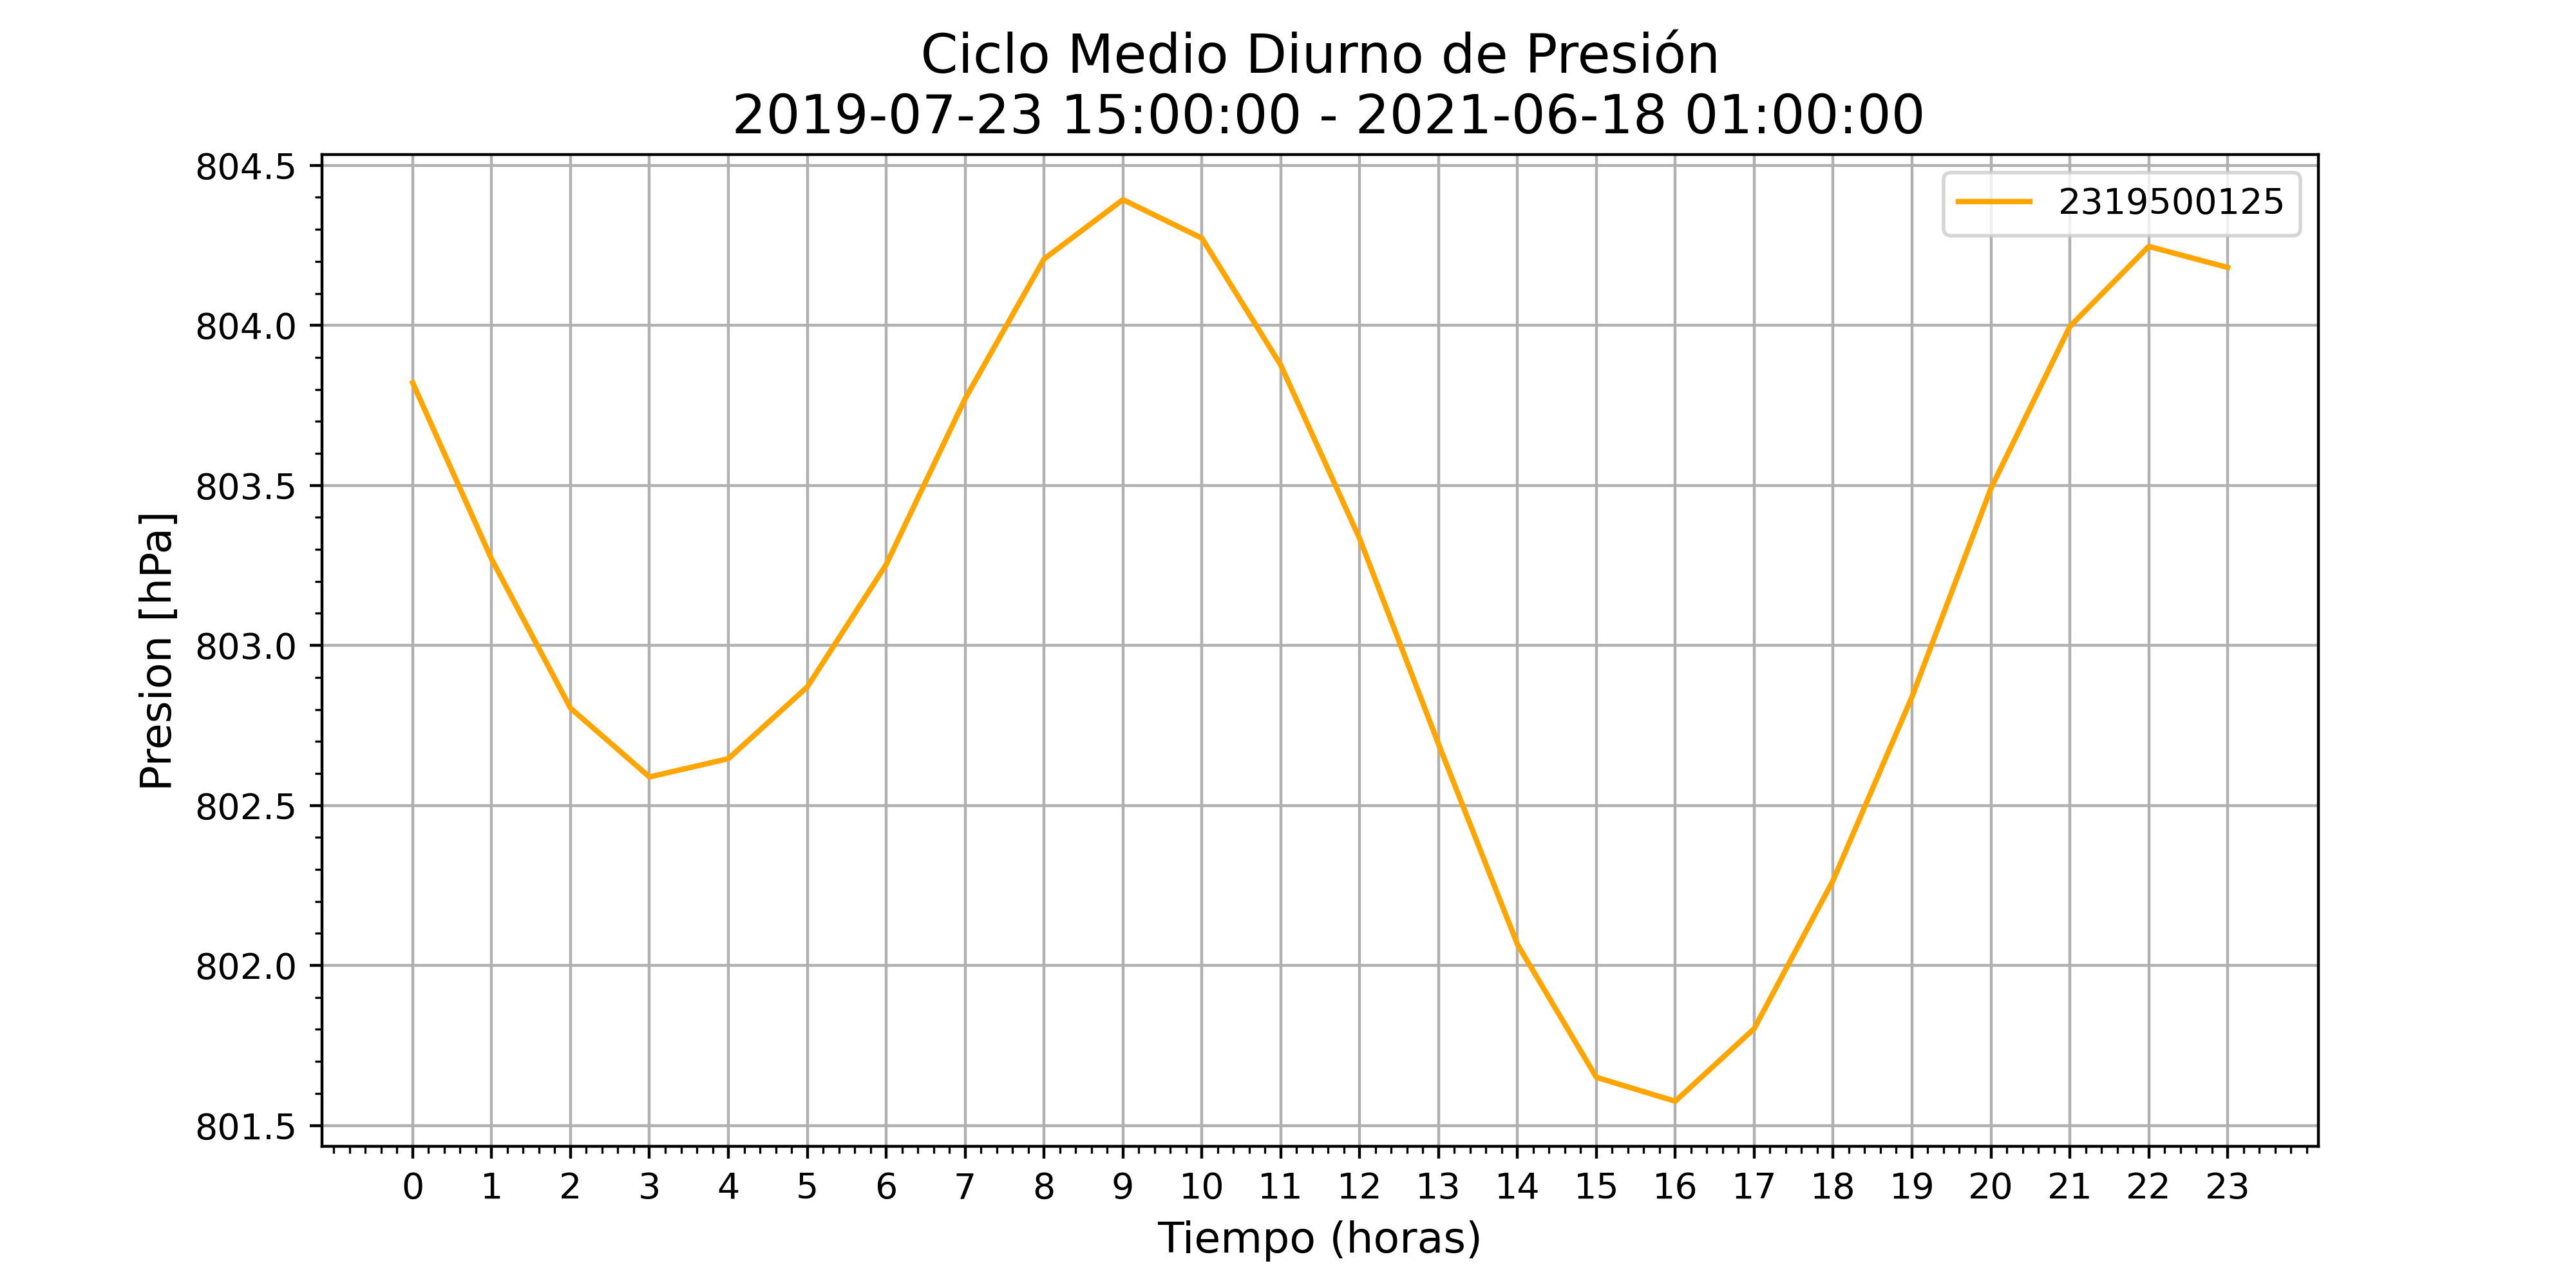 Ciclo Medio Diurno de Presión
2019-07-23 15:00:00 - 2021-06-18 01:00:00
2319500125
804.5
804.0
803.5
803.0
802.5
802.0
801.5
Presion [hPa]
0 1 2 3 4 5 6 7 8 9 10 11 12 13 14 15 16 17 18 19 20 21 22 23
Tiempo (horas)